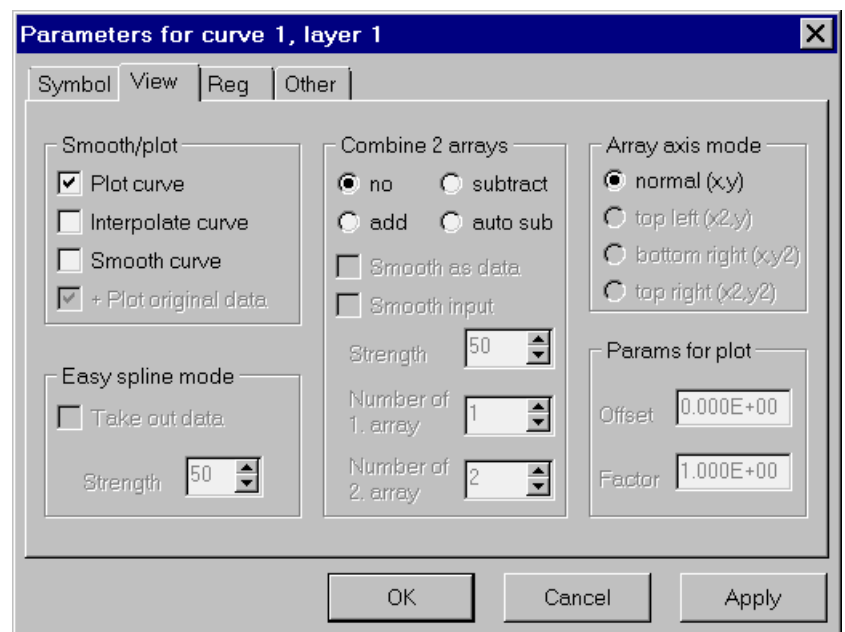 Parameters for curve 1, layer 1
Symbol View Reg Other
Smooth/plot
Plot curve
Interpolate curve
Smooth curve
+ Plot original data
Easy spline mode
Take out data
Strength 50
Combine 2 arrays
no subtract
add auto sub
Smooth as data
Smooth input
Strength 50
Number of
1. array 1
Number of
2. array 2
Array axis mode
normal (x,y)
top left (x2,y)
bottom right (x,y2)
top right (x2,y2)
Params for plot
Offset 0.000E+00
Factor 1.000E+00
OK Cancel Apply